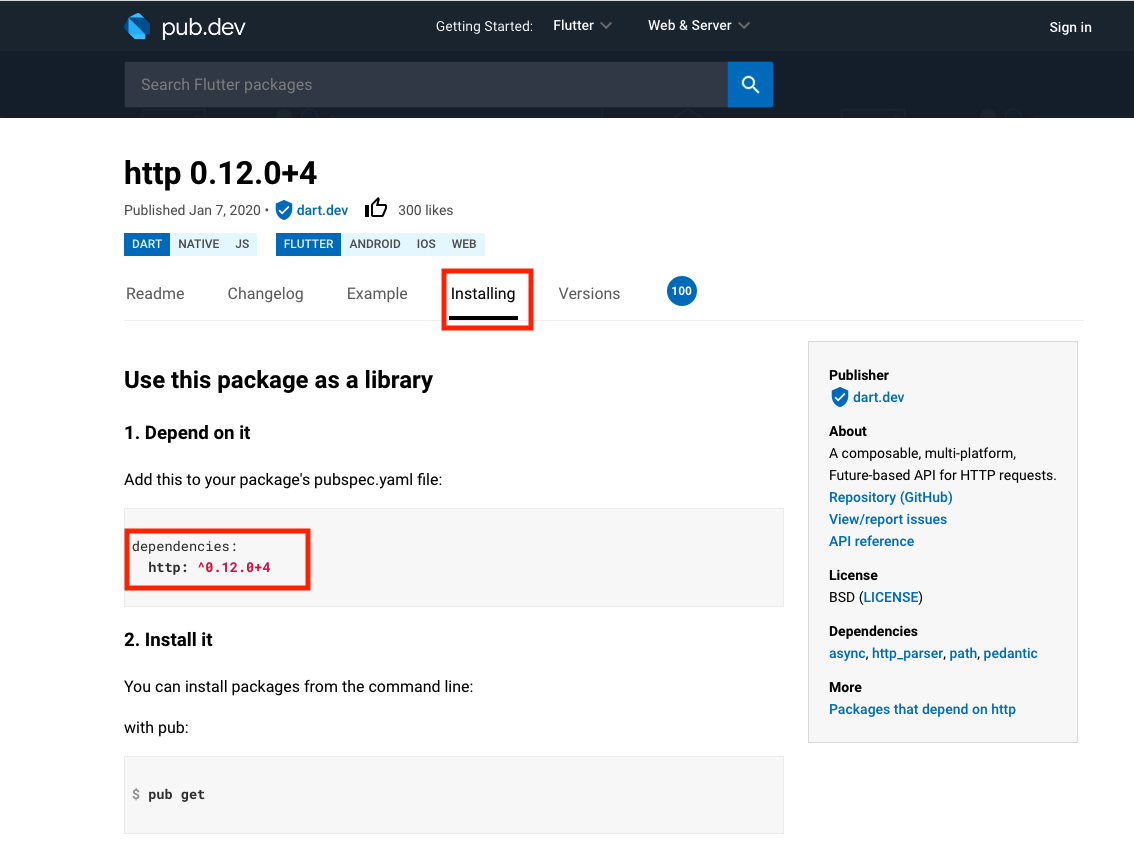 pub.dev
Getting Started: Flutter Web & Server Sign in
Search Flutter packages
http 0.12.0+4
Published Jan 7, 2020 • dart.dev 300 likes
DART NATIVE JS FLUTTER ANDROID IOS WEB
Readme Changelog Example Installing Versions 100
Use this package as a library
1. Depend on it
Add this to your package's pubspec.yaml file:
dependencies:
  http: ^0.12.0+4
2. Install it
You can install packages from the command line:
with pub:
$ pub get
Publisher
dart.dev
About
A composable, multi-platform,
Future-based API for HTTP requests.
Repository (GitHub)
View/report issues
API reference
License
BSD (LICENSE)
Dependencies
async, http_parser, path, pedantic
More
Packages that depend on http